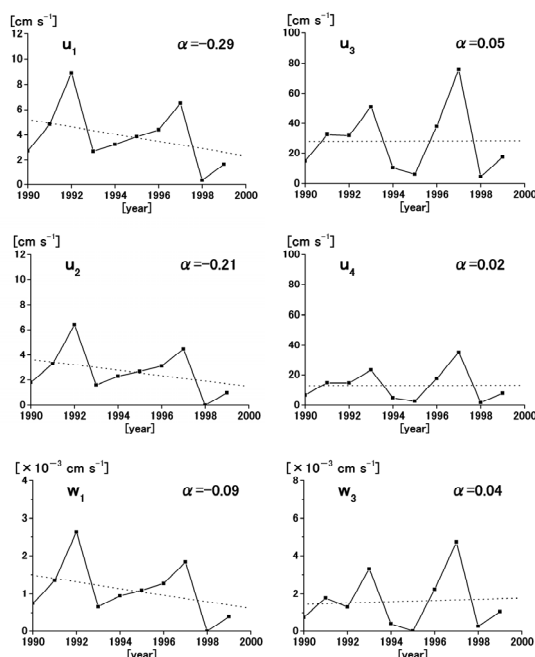 [cm s⁻¹]
u₁ α=-0.29
12
10
8
6
4
2
0
1990 1992 1994 1996 1998 2000
[year]
[cm s⁻¹]
u₃ α=0.05
100
80
60
40
20
0
1990 1992 1994 1996 1998 2000
[year]
[cm s⁻¹]
u₂ α=-0.21
12
10
8
6
4
2
0
1990 1992 1994 1996 1998 2000
[year]
[cm s⁻¹]
u₄ α=0.02
100
80
60
40
20
0
1990 1992 1994 1996 1998 2000
[year]
[×10⁻³ cm s⁻¹]
w₁ α=-0.09
4
3
2
1
0
1990 1992 1994 1996 1998 2000
[year]
[×10⁻³ cm s⁻¹]
w₃ α=0.04
8
6
4
2
0
1990 1992 1994 1996 1998 2000
[year]